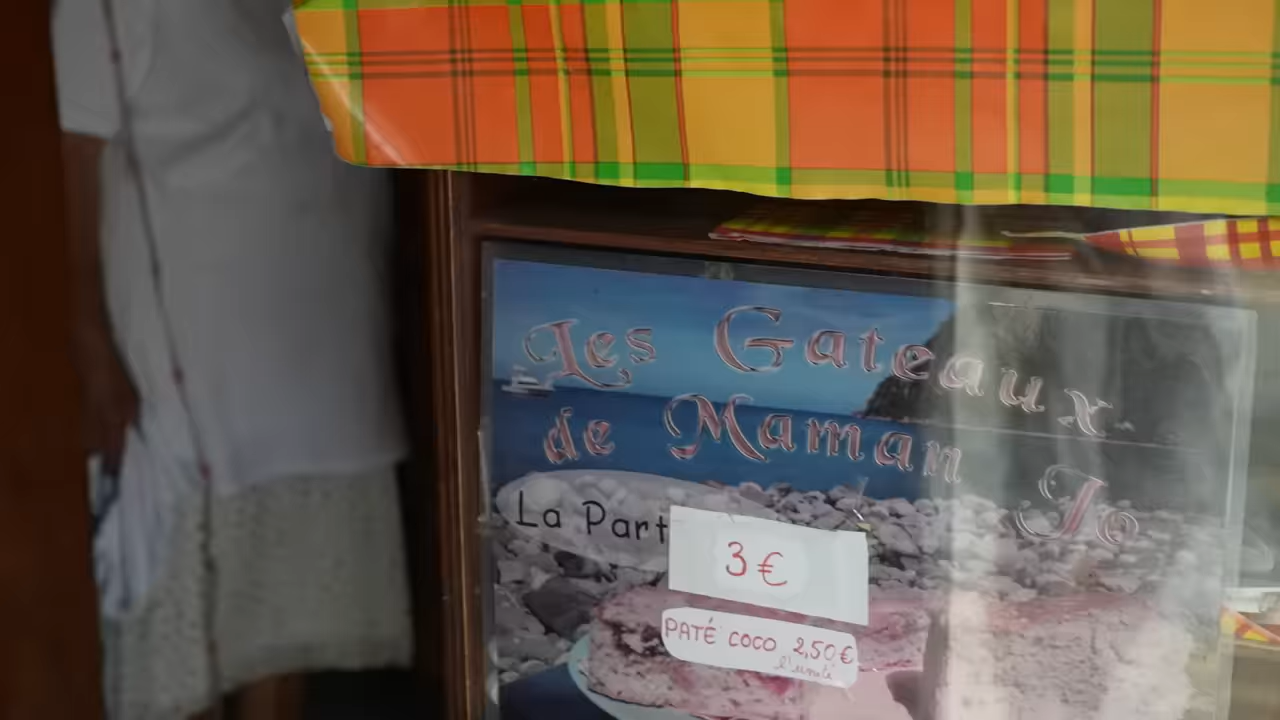 Les Gateaux
de Maman Jo
La Part
3 €
PATÉ COCO 2,50€
l'unité